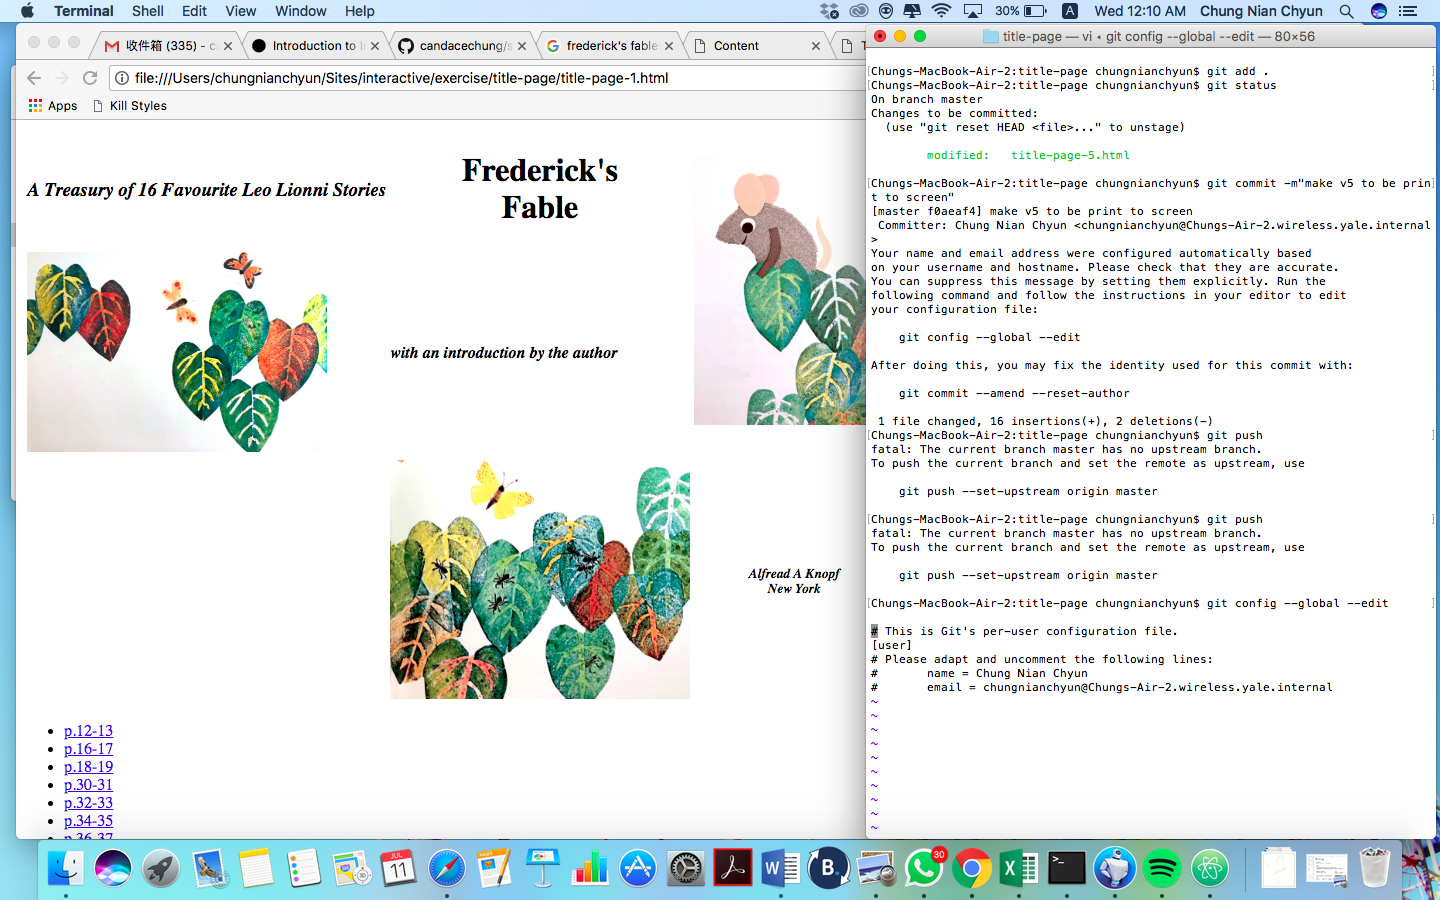 Terminal Shell Edit View Window Help 30% A Wed 12:10 AM Chung Nian Chyun
收件箱 (335) - c
Introduction to I
candacechung/s
frederick's fable
Content
T
file:///Users/chungnianchyun/Sites/interactive/exercise/title-page/title-page-1.html
Apps Kill Styles
A Treasury of 16 Favourite Leo Lionni Stories
Frederick's
Fable
with an introduction by the author
Alfread A Knopf
New York
p.12-13
p.16-17
p.18-19
p.30-31
p.32-33
p.34-35
p.36-37
title-page — vi ‹ git config --global --edit — 80×56
[Chungs-MacBook-Air-2:title-page chungnianchyun$ git add . ]
[Chungs-MacBook-Air-2:title-page chungnianchyun$ git status ]
On branch master
Changes to be committed:
(use "git reset HEAD <file>..." to unstage)
modified: title-page-5.html
[Chungs-MacBook-Air-2:title-page chungnianchyun$ git commit -m"make v5 to be prin]
t to screen"
[master f0aeaf4] make v5 to be print to screen
Committer: Chung Nian Chyun <chungnianchyun@Chungs-Air-2.wireless.yale.internal
>
Your name and email address were configured automatically based
on your username and hostname. Please check that they are accurate.
You can suppress this message by setting them explicitly. Run the
following command and follow the instructions in your editor to edit
your configuration file:
git config --global --edit
After doing this, you may fix the identity used for this commit with:
git commit --amend --reset-author
1 file changed, 16 insertions(+), 2 deletions(-)
[Chungs-MacBook-Air-2:title-page chungnianchyun$ git push ]
fatal: The current branch master has no upstream branch.
To push the current branch and set the remote as upstream, use
git push --set-upstream origin master
[Chungs-MacBook-Air-2:title-page chungnianchyun$ git push ]
fatal: The current branch master has no upstream branch.
To push the current branch and set the remote as upstream, use
git push --set-upstream origin master
[Chungs-MacBook-Air-2:title-page chungnianchyun$ git config --global --edit ]
# This is Git's per-user configuration file.
[user]
# Please adapt and uncomment the following lines:
# name = Chung Nian Chyun
# email = chungnianchyun@Chungs-Air-2.wireless.yale.internal
~
~
~
~
~
~
~
~
~
~
JUL
11
B.
30